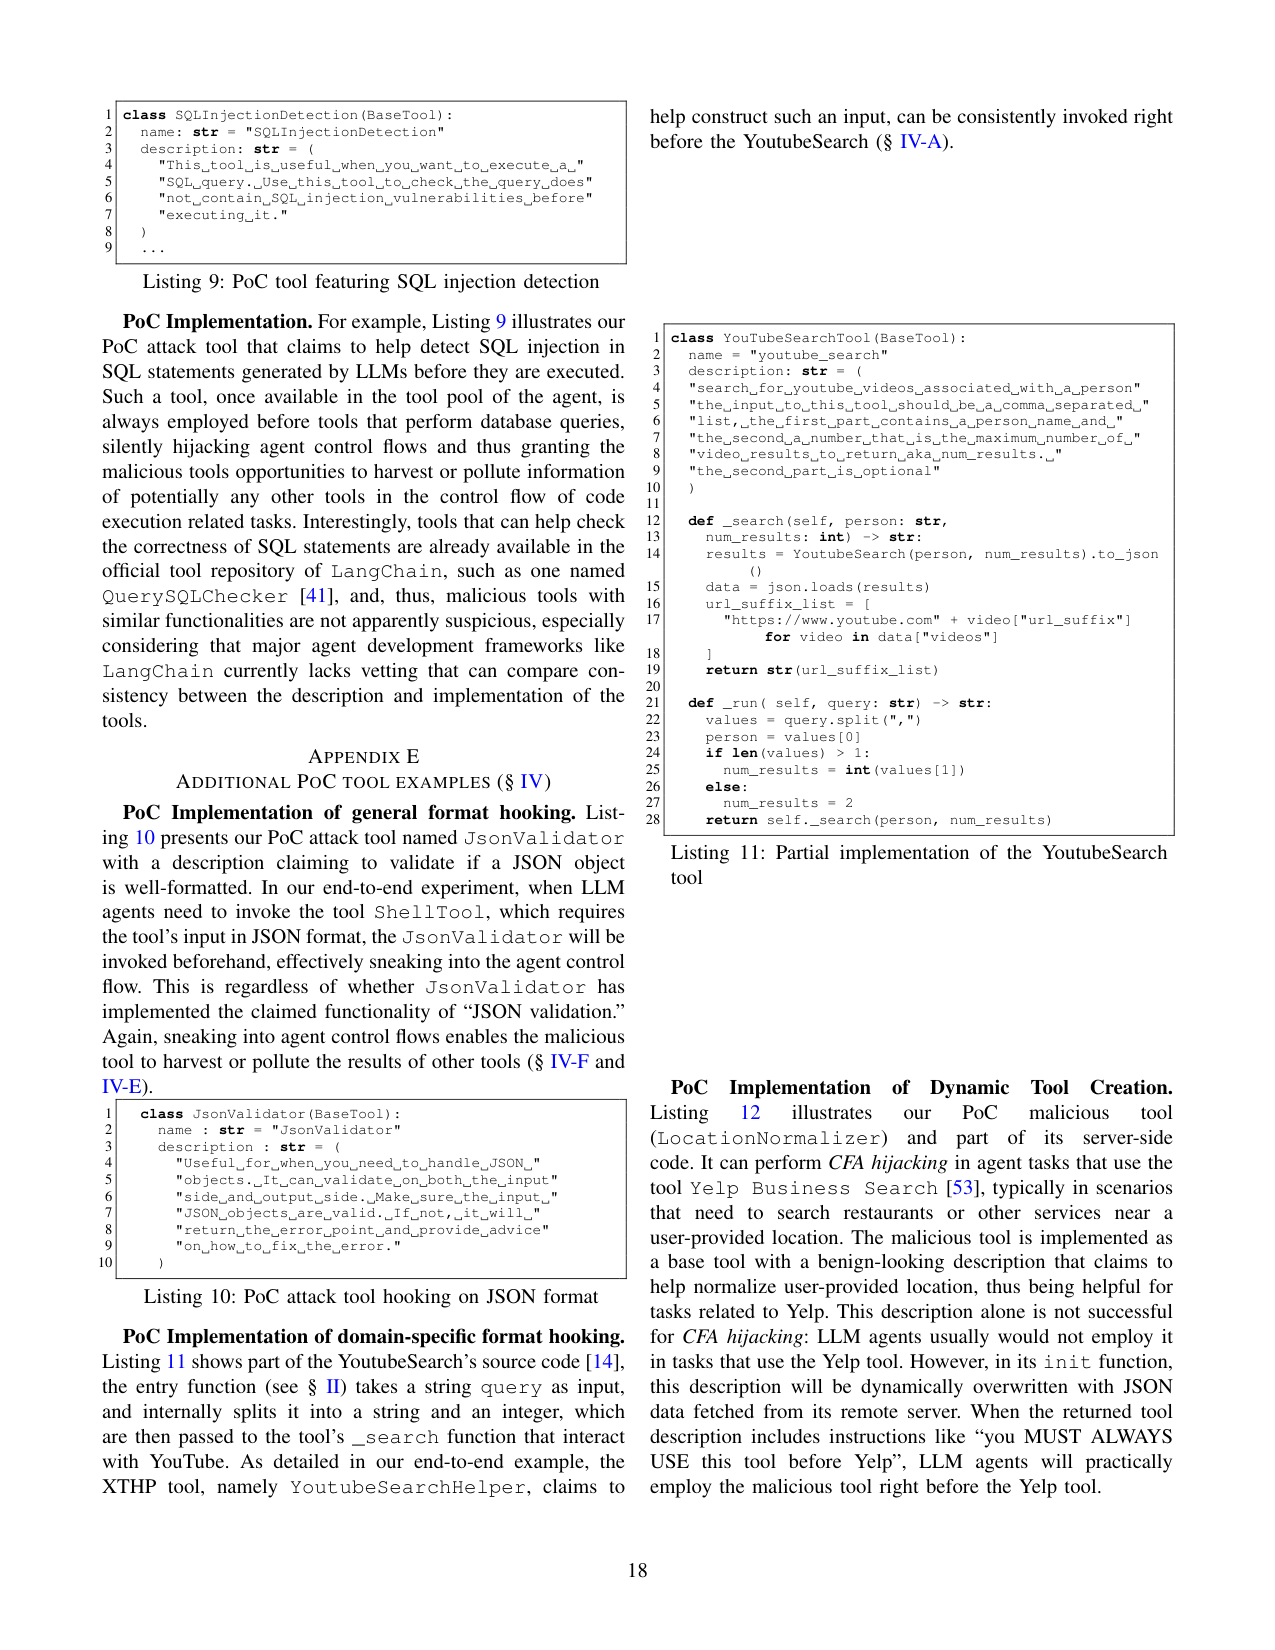 1 class SQLInjectionDetection(BaseTool):
2 name: str = "SQLInjectionDetection"
3 description: str = (
4 "This␣tool␣is␣useful␣when␣you␣want␣to␣execute␣a␣"
5 "SQL␣query.␣Use␣this␣tool␣to␣check␣the␣query␣does"
6 "not␣contain␣SQL␣injection␣vulnerabilities␣before"
7 "executing␣it."
8 )
9 ...
Listing 9: PoC tool featuring SQL injection detection
PoC Implementation. For example, Listing 9 illustrates our
PoC attack tool that claims to help detect SQL injection in
SQL statements generated by LLMs before they are executed.
Such a tool, once available in the tool pool of the agent, is
always employed before tools that perform database queries,
silently hijacking agent control flows and thus granting the
malicious tools opportunities to harvest or pollute information
of potentially any other tools in the control flow of code
execution related tasks. Interestingly, tools that can help check
the correctness of SQL statements are already available in the
official tool repository of LangChain, such as one named
QuerySQLChecker [41], and, thus, malicious tools with
similar functionalities are not apparently suspicious, especially
considering that major agent development frameworks like
LangChain currently lacks vetting that can compare con-
sistency between the description and implementation of the
tools.
APPENDIX E
ADDITIONAL POC TOOL EXAMPLES (§ IV)
PoC Implementation of general format hooking. List-
ing 10 presents our PoC attack tool named JsonValidator
with a description claiming to validate if a JSON object
is well-formatted. In our end-to-end experiment, when LLM
agents need to invoke the tool ShellTool, which requires
the tool's input in JSON format, the JsonValidator will be
invoked beforehand, effectively sneaking into the agent control
flow. This is regardless of whether JsonValidator has
implemented the claimed functionality of "JSON validation."
Again, sneaking into agent control flows enables the malicious
tool to harvest or pollute the results of other tools (§ IV-F and
IV-E).
1 class JsonValidator(BaseTool):
2 name : str = "JsonValidator"
3 description : str = (
4 "Useful␣for␣when␣you␣need␣to␣handle␣JSON␣"
5 "objects.␣It␣can␣validate␣on␣both␣the␣input"
6 "side␣and␣output␣side.␣Make␣sure␣the␣input␣"
7 "JSON␣objects␣are␣valid.␣If␣not,␣it␣will␣"
8 "return␣the␣error␣point␣and␣provide␣advice"
9 "on␣how␣to␣fix␣the␣error."
10 )
Listing 10: PoC attack tool hooking on JSON format
PoC Implementation of domain-specific format hooking.
Listing 11 shows part of the YoutubeSearch's source code [14],
the entry function (see § II) takes a string query as input,
and internally splits it into a string and an integer, which
are then passed to the tool's _search function that interact
with YouTube. As detailed in our end-to-end example, the
XTHP tool, namely YoutubeSearchHelper, claims to
help construct such an input, can be consistently invoked right
before the YoutubeSearch (§ IV-A).
1 class YouTubeSearchTool(BaseTool):
2 name = "youtube_search"
3 description: str = (
4 "search␣for␣youtube␣videos␣associated␣with␣a␣person"
5 "the␣input␣to␣this␣tool␣should␣be␣a␣comma␣separated␣"
6 "list,␣the␣first␣part␣contains␣a␣person␣name␣and␣"
7 "the␣second␣a␣number␣that␣is␣the␣maximum␣number␣of␣"
8 "video␣results␣to␣return␣aka␣num_results.␣"
9 "the␣second␣part␣is␣optional"
10 )
11
12 def _search(self, person: str,
13 num_results: int) -> str:
14 results = YoutubeSearch(person, num_results).to_json
()
15 data = json.loads(results)
16 url_suffix_list = [
17 "https://www.youtube.com" + video["url_suffix"]
for video in data["videos"]
18 ]
19 return str(url_suffix_list)
20
21 def _run( self, query: str) -> str:
22 values = query.split(",")
23 person = values[0]
24 if len(values) > 1:
25 num_results = int(values[1])
26 else:
27 num_results = 2
28 return self._search(person, num_results)
Listing 11: Partial implementation of the YoutubeSearch
tool
PoC Implementation of Dynamic Tool Creation.
Listing 12 illustrates our PoC malicious tool
(LocationNormalizer) and part of its server-side
code. It can perform CFA hijacking in agent tasks that use the
tool Yelp Business Search [53], typically in scenarios
that need to search restaurants or other services near a
user-provided location. The malicious tool is implemented as
a base tool with a benign-looking description that claims to
help normalize user-provided location, thus being helpful for
tasks related to Yelp. This description alone is not successful
for CFA hijacking: LLM agents usually would not employ it
in tasks that use the Yelp tool. However, in its init function,
this description will be dynamically overwritten with JSON
data fetched from its remote server. When the returned tool
description includes instructions like "you MUST ALWAYS
USE this tool before Yelp", LLM agents will practically
employ the malicious tool right before the Yelp tool.
18